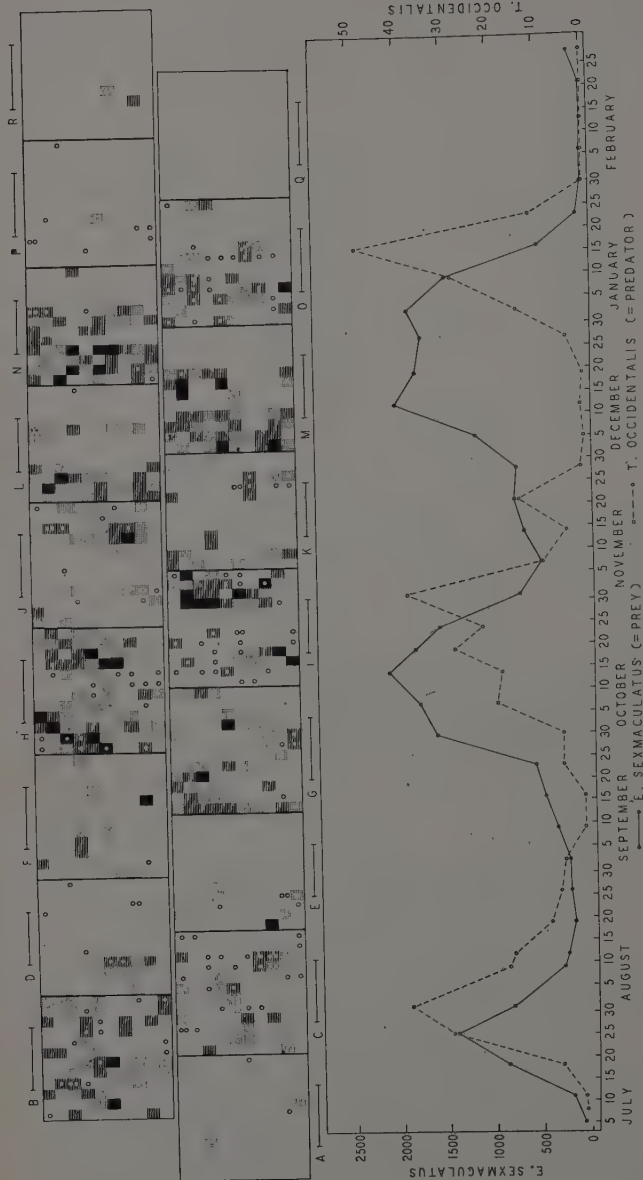 B D F H J L N P R
A C E G I K M O Q
2500
2000
1500
1000
500
0
E. SEXMACULATUS
50
40
30
20
10
0
T. OCCIDENTALIS
5 10 15 20 25 30 5 10 15 20 25 30 5 10 15 20 25 30 5 10 15 20 25 30 5 10 15 20 25 30 5 10 15 20 25 30 5 10 15 20 25 30 5 10 15 20 25
JULY AUGUST SEPTEMBER OCTOBER NOVEMBER DECEMBER JANUARY FEBRUARY
E. SEXMACULATUS (=PREY) T. OCCIDENTALIS (=PREDATOR)